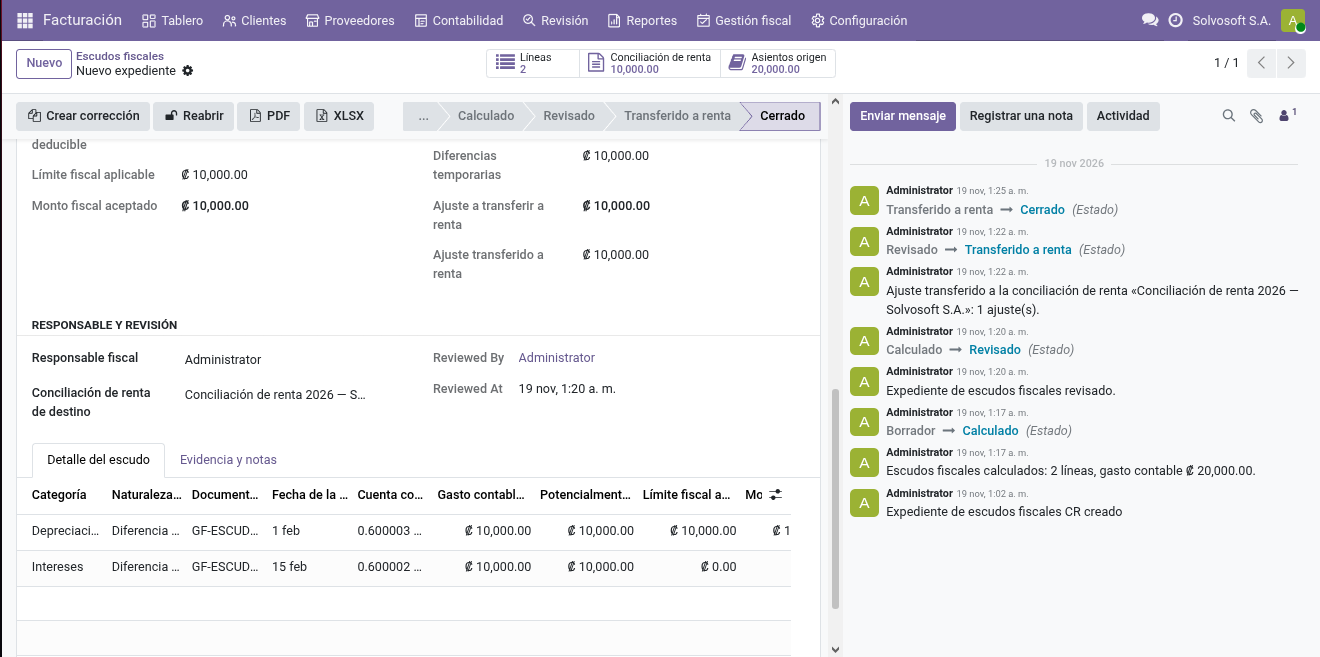 Facturación
Tablero
Clientes
Proveedores
Contabilidad
Revisión
Reportes
Gestión fiscal
Configuración
Solvosoft S.A.
A
Nuevo
Escudos fiscales
Nuevo expediente
Líneas
2
Conciliación de renta
10,000.00
Asientos origen
20,000.00
1 / 1
Crear corrección
Reabrir
PDF
XLSX
...
Calculado
Revisado
Transferido a renta
Cerrado
deducible
Límite fiscal aplicable
₡ 10,000.00
Monto fiscal aceptado
₡ 10,000.00
Diferencias
temporarias
₡ 10,000.00
Ajuste a transferir a
renta
₡ 10,000.00
Ajuste transferido a
renta
₡ 10,000.00
RESPONSABLE Y REVISIÓN
Responsable fiscal
Administrator
Conciliación de renta
de destino
Conciliación de renta 2026 — S...
Reviewed By
Administrator
Reviewed At
19 nov, 1:20 a. m.
Detalle del escudo
Evidencia y notas
Categoría Naturaleza... Document... Fecha de la ... Cuenta co... Gasto contabl... Potencialment... Límite fiscal a... Mo
Depreciaci... Diferencia ... GF-ESCUD... 1 feb 0.600003 ... ₡ 10,000.00 ₡ 10,000.00 ₡ 10,000.00 ₡ 1
Intereses Diferencia ... GF-ESCUD... 15 feb 0.600002 ... ₡ 10,000.00 ₡ 10,000.00 ₡ 0.00
Enviar mensaje
Registrar una nota
Actividad
1
19 nov 2026
A
Administrator 19 nov, 1:25 a. m.
Transferido a renta → Cerrado (Estado)
A
Administrator 19 nov, 1:22 a. m.
Revisado → Transferido a renta (Estado)
A
Administrator 19 nov, 1:22 a. m.
Ajuste transferido a la conciliación de renta «Conciliación de renta 2026 —
Solvosoft S.A.»: 1 ajuste(s).
A
Administrator 19 nov, 1:20 a. m.
Calculado → Revisado (Estado)
A
Administrator 19 nov, 1:20 a. m.
Expediente de escudos fiscales revisado.
A
Administrator 19 nov, 1:17 a. m.
Borrador → Calculado (Estado)
A
Administrator 19 nov, 1:17 a. m.
Escudos fiscales calculados: 2 líneas, gasto contable ₡ 20,000.00.
A
Administrator 19 nov, 1:02 a. m.
Expediente de escudos fiscales CR creado